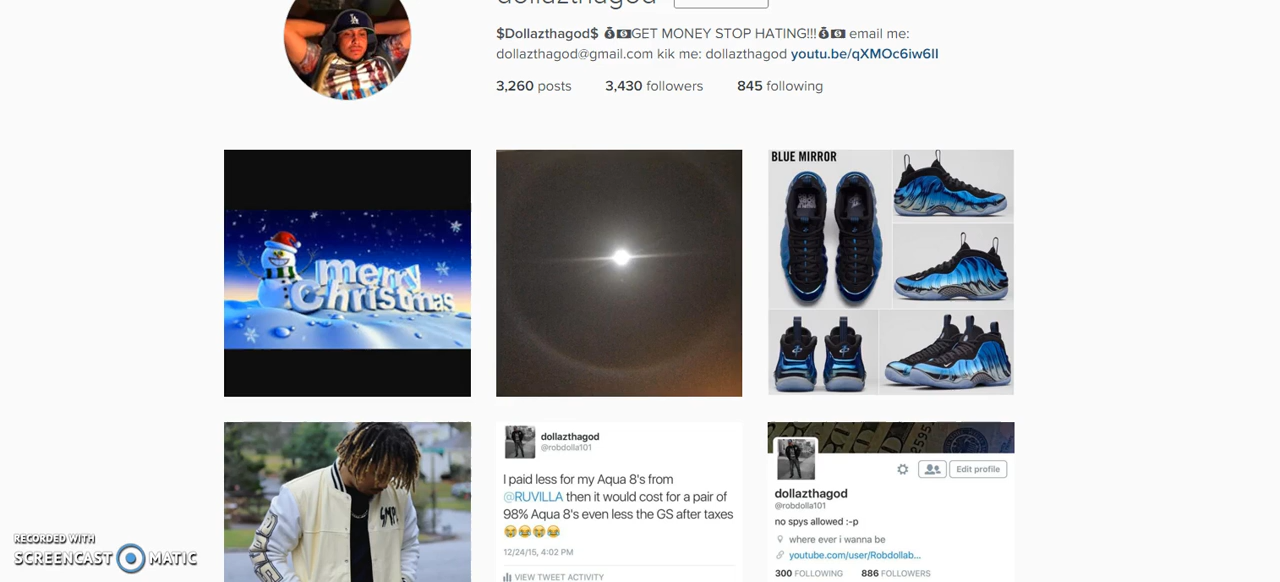 dollazthagod
$Dollazthagod$ 💰💵GET MONEY STOP HATING!!!💰💵 email me:
dollazthagod@gmail.com kik me: dollazthagod youtu.be/qXMOc6iw6lI
3,260 posts 3,430 followers 845 following
BLUE MIRROR
merry
Christmas
dollazthagod
@robdolla101
I paid less for my Aqua 8's from
@RUVILLA then it would cost for a pair of
98% Aqua 8's even less the GS after taxes
😂😂😂😂
12/24/15, 4:02 PM
VIEW TWEET ACTIVITY
Edit profile
dollazthagod
@robdolla101
no spys allowed :-p
where ever i wanna be
youtube.com/user/Robdollab...
300 FOLLOWING 886 FOLLOWERS
RECORDED WITH
SCREENCAST MATIC